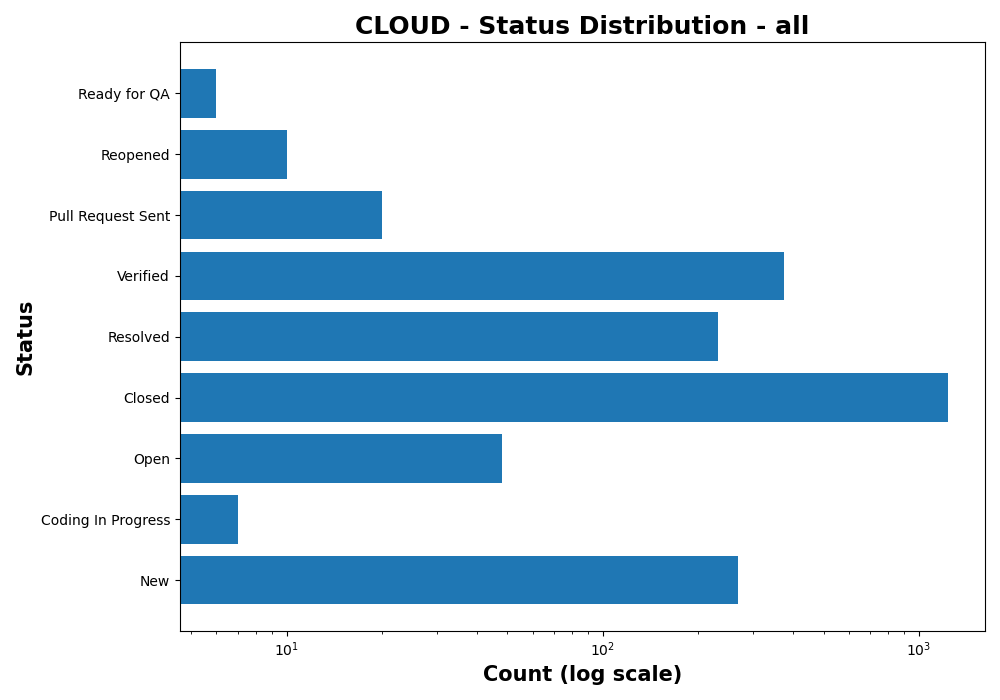 CLOUD - Status Distribution - all
Ready for QA
Reopened
Pull Request Sent
Verified
Resolved
Closed
Open
Coding In Progress
New
Status
10¹ 10² 10³
Count (log scale)